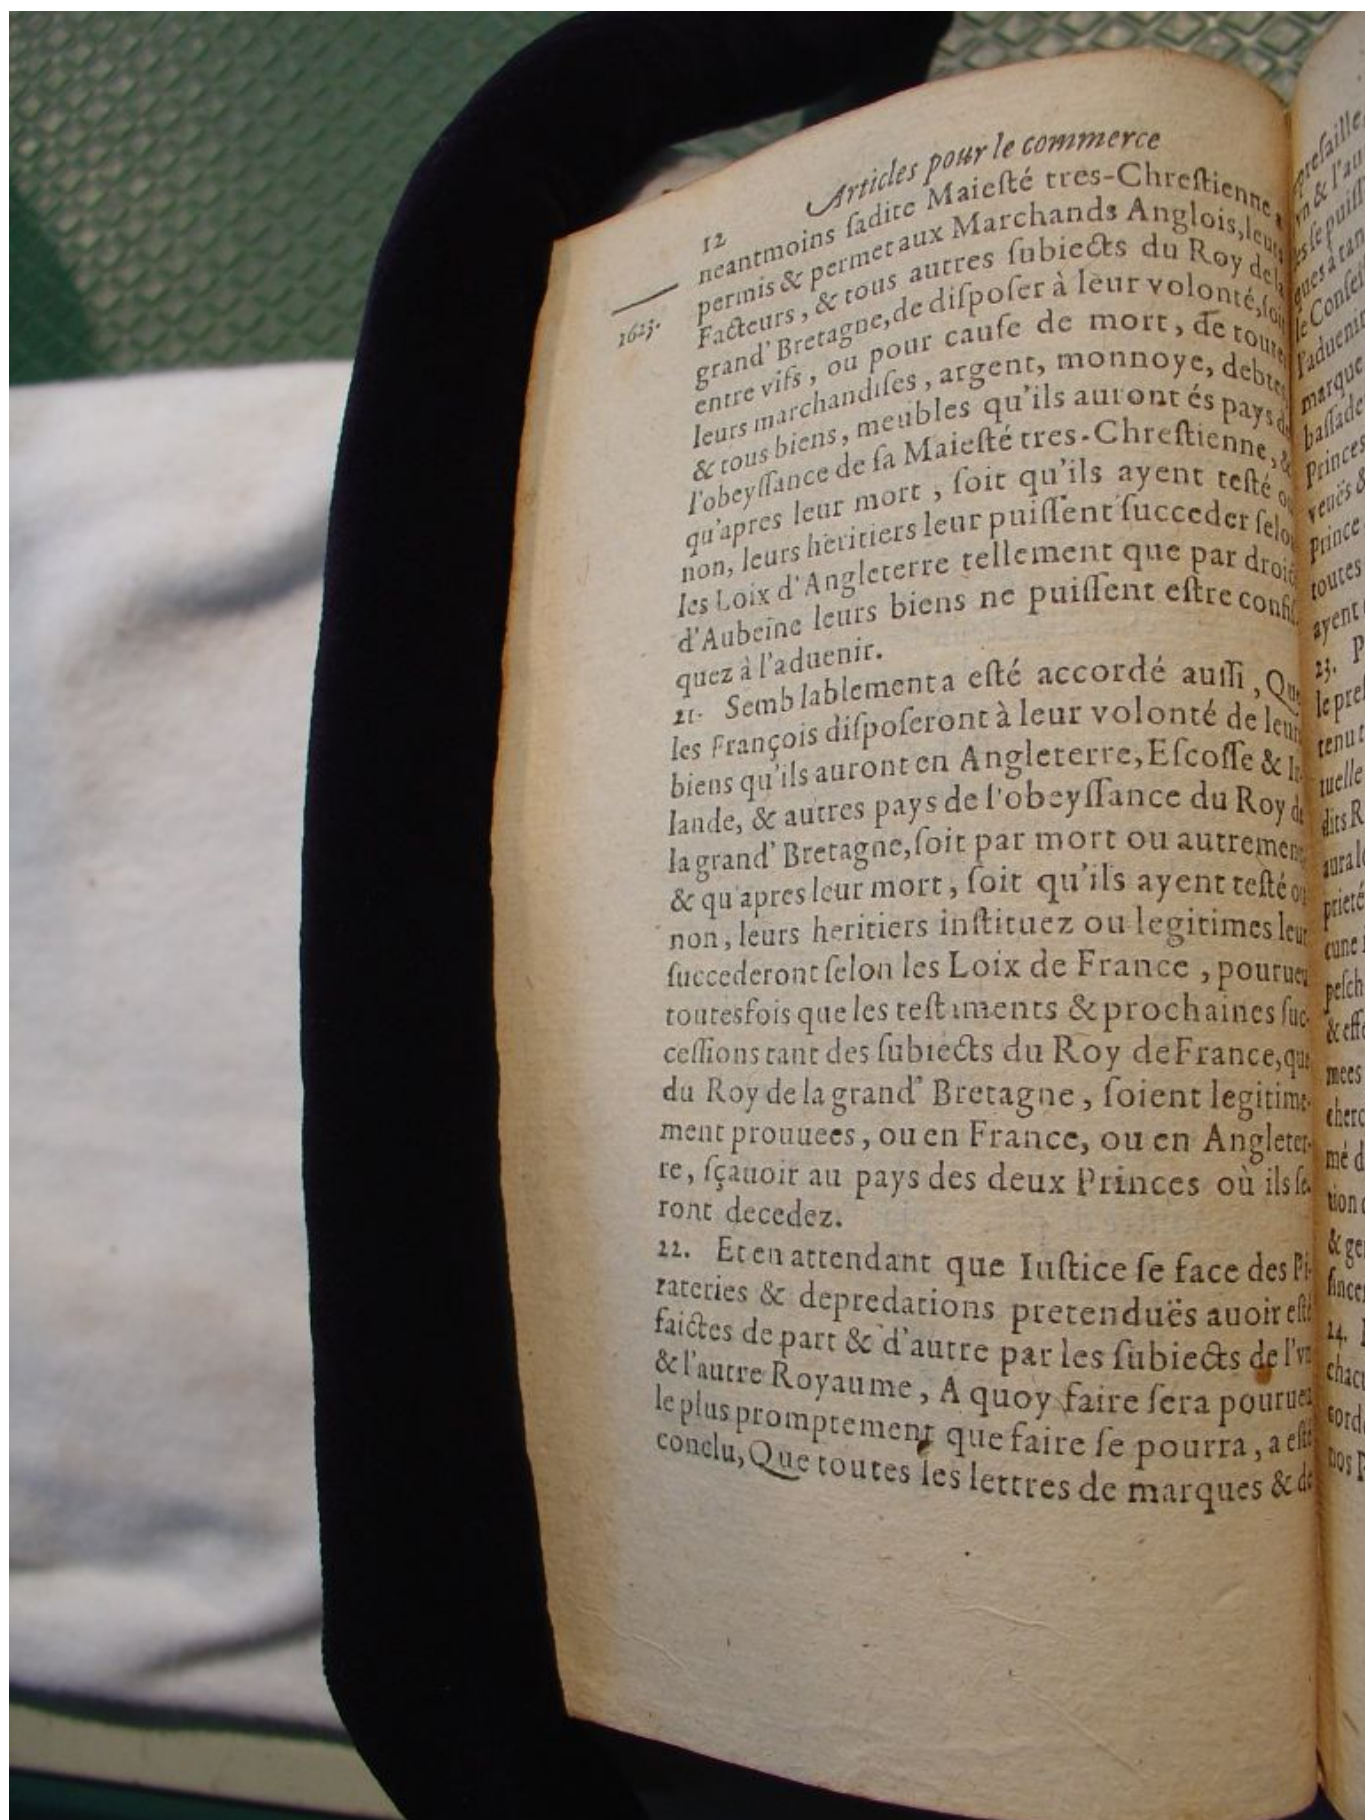 12 Articles pour le commerce
neantmoins ſadite Maieſté tres-Chreſtienne a
permis & permet aux Marchands Anglois, leurs
Facteurs, & tous autres ſubiects du Roy de la
grand' Bretagne, de diſpoſer à leur volonté, ſoit
entre vifs, ou pour cauſe de mort, de toutes
leurs marchandiſes, argent, monnoye, debtes
& tous biens, meubles qu'ils auront és pays de
l'obeyſſance de ſa Maieſté tres-Chreſtienne, &
qu'apres leur mort, ſoit qu'ils ayent teſté ou
non, leurs heritiers leur puiſſent ſucceder ſelon
les Loix d'Angleterre tellement que par droict
d'Aubeine leurs biens ne puiſſent eſtre confiſ-
quez à l'aduenir.
21. Semblablement a eſté accordé auſſi, Que
les François diſpoſeront à leur volonté de leurs
biens qu'ils auront en Angleterre, Eſcoſſe & Ir-
lande, & autres pays de l'obeyſſance du Roy de
la grand' Bretagne, ſoit par mort ou autrement
& qu'apres leur mort, ſoit qu'ils ayent teſté ou
non, leurs heritiers inſtituez ou legitimes leur
ſuccederont ſelon les Loix de France, pourueu
toutesfois que les teſtaments & prochaines ſuc-
ceſſions tant des ſubiects du Roy de France, que
du Roy de la grand' Bretagne, ſoient legitime-
ment prouuees, ou en France, ou en Angleter-
re, ſçauoir au pays des deux Princes où ils ſe-
ront decedez.
22. Et en attendant que Iuſtice ſe face des Pi-
rateries & depredations pretenduës auoir eſté
faictes de part & d'autre par les ſubiects de l'vn
& l'autre Royaume, A quoy faire ſera pourueu
le plus promptement que faire ſe pourra, a eſté
conclu, Que toutes les lettres de marques & de
1623.